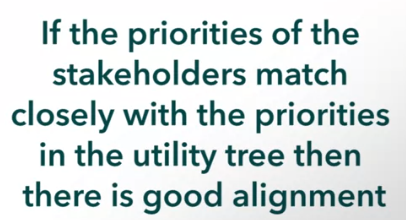 If the priorities of the
stakeholders match
closely with the priorities
in the utility tree then
there is good alignment